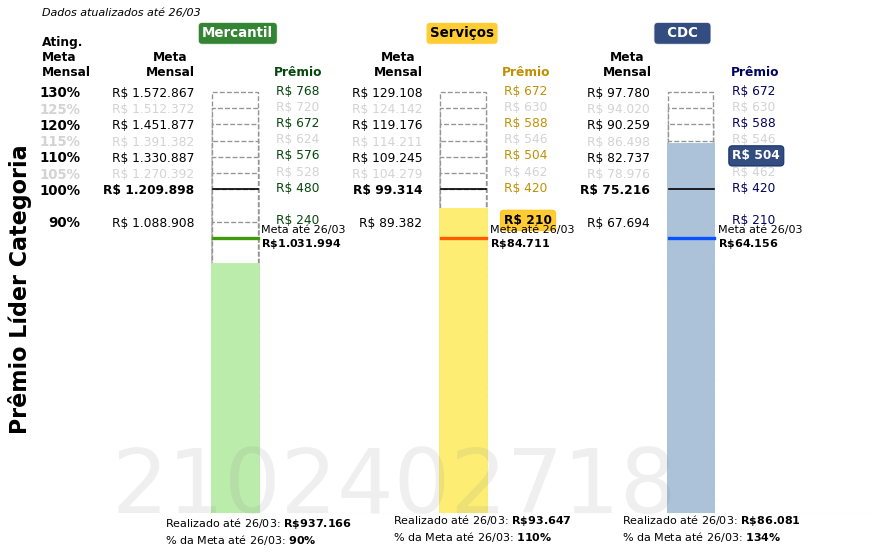 Dados atualizados até 26/03
Mercantil
Serviços
CDC
Ating.
Meta
Mensal
Meta
Mensal
Prêmio
Meta
Mensal
Prêmio
Meta
Mensal
Prêmio
130% R$ 1.572.867 R$ 768 R$ 129.108 R$ 672 R$ 97.780 R$ 672
125% R$ 1.512.372 R$ 720 R$ 124.142 R$ 630 R$ 94.020 R$ 630
120% R$ 1.451.877 R$ 672 R$ 119.176 R$ 588 R$ 90.259 R$ 588
115% R$ 1.391.382 R$ 624 R$ 114.211 R$ 546 R$ 86.498 R$ 546
110% R$ 1.330.887 R$ 576 R$ 109.245 R$ 504 R$ 82.737 R$ 504
105% R$ 1.270.392 R$ 528 R$ 104.279 R$ 462 R$ 78.976 R$ 462
100% R$ 1.209.898 R$ 480 R$ 99.314 R$ 420 R$ 75.216 R$ 420
90% R$ 1.088.908 R$ 240 R$ 89.382 R$ 210 R$ 67.694 R$ 210
Meta até 26/03
R$1.031.994
Meta até 26/03
R$84.711
Meta até 26/03
R$64.156
Prêmio Líder Categoria
2102402718
Realizado até 26/03: R$937.166
% da Meta até 26/03: 90%
Realizado até 26/03: R$93.647
% da Meta até 26/03: 110%
Realizado até 26/03: R$86.081
% da Meta até 26/03: 134%